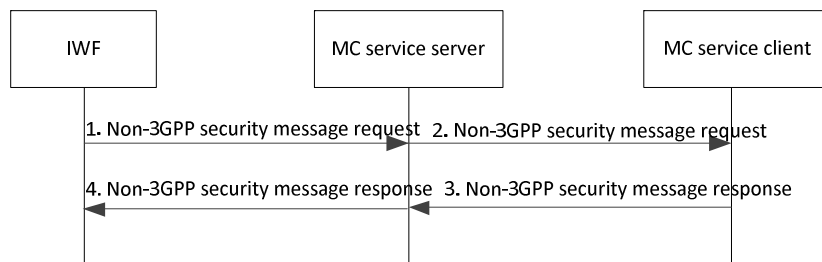 IWF
MC service server
MC service client
1. Non-3GPP security message request
2. Non-3GPP security message request
4. Non-3GPP security message response
3. Non-3GPP security message response